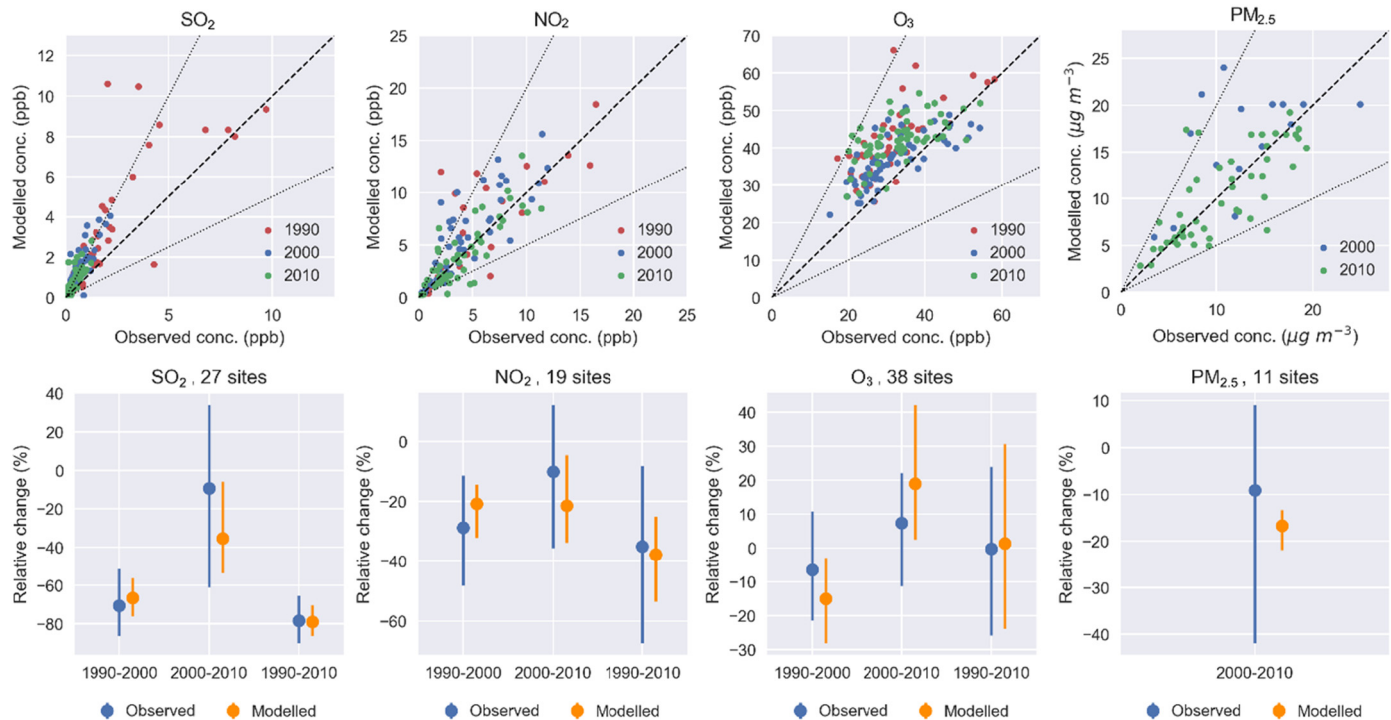 SO₂
NO₂
O₃
PM₂.₅
Modelled conc. (ppb)
12
10
8
6
4
2
0
1990
2000
2010
0
5
10
Observed conc. (ppb)
Modelled conc. (ppb)
25
20
15
10
5
0
1990
2000
2010
0
5
10
15
20
25
Observed conc. (ppb)
Modelled conc. (ppb)
70
60
50
40
30
20
10
0
1990
2000
2010
0
20
40
60
Observed conc. (ppb)
Modelled conc. (μg m⁻³)
25
20
15
10
5
0
2000
2010
0
10
20
Observed conc. (μg m⁻³)
SO₂ , 27 sites
NO₂ , 19 sites
O₃ , 38 sites
PM₂.₅ , 11 sites
Relative change (%)
40
20
0
−20
−40
−60
−80
1990-2000 2000-2010 1990-2010
Observed Modelled
Relative change (%)
0
−20
−40
−60
1990-2000 2000-2010 1990-2010
Observed Modelled
Relative change (%)
40
30
20
10
0
−10
−20
−30
1990-2000 2000-2010 1990-2010
Observed Modelled
Relative change (%)
10
0
−10
−20
−30
−40
2000-2010
Observed Modelled